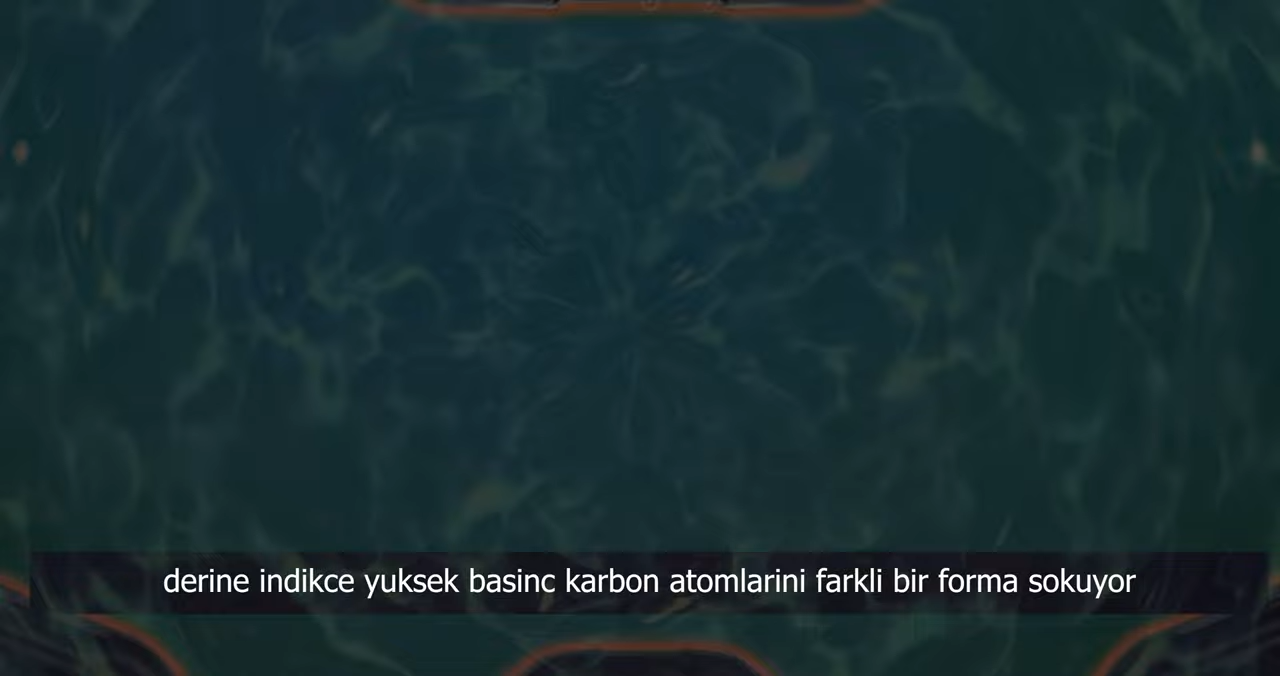 derine indikce yuksek basinc karbon atomlarini farkli bir forma sokuyor